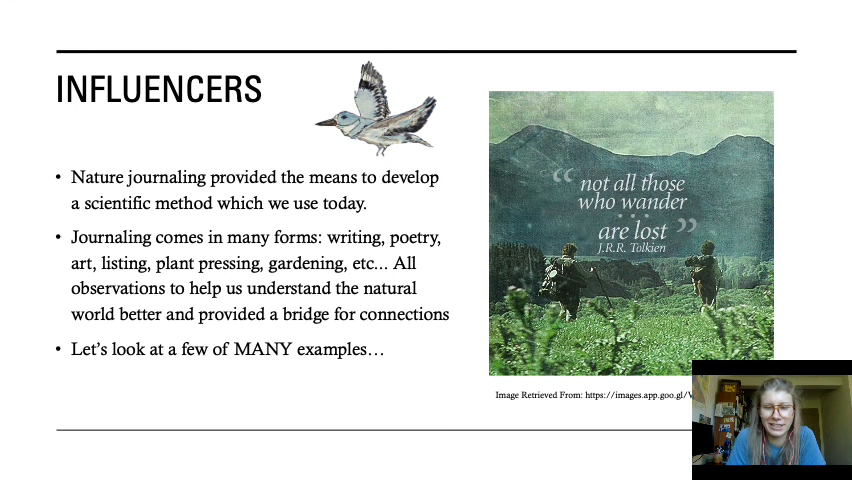 INFLUENCERS
• Nature journaling provided the means to develop
a scientific method which we use today.
• Journaling comes in many forms: writing, poetry,
art, listing, plant pressing, gardening, etc... All
observations to help us understand the natural
world better and provided a bridge for connections
• Let's look at a few of MANY examples…
“ not all those
who wander
• • •
are lost ”
J.R.R. Tolkien
Image Retrieved From: https://images.app.goo.gl/